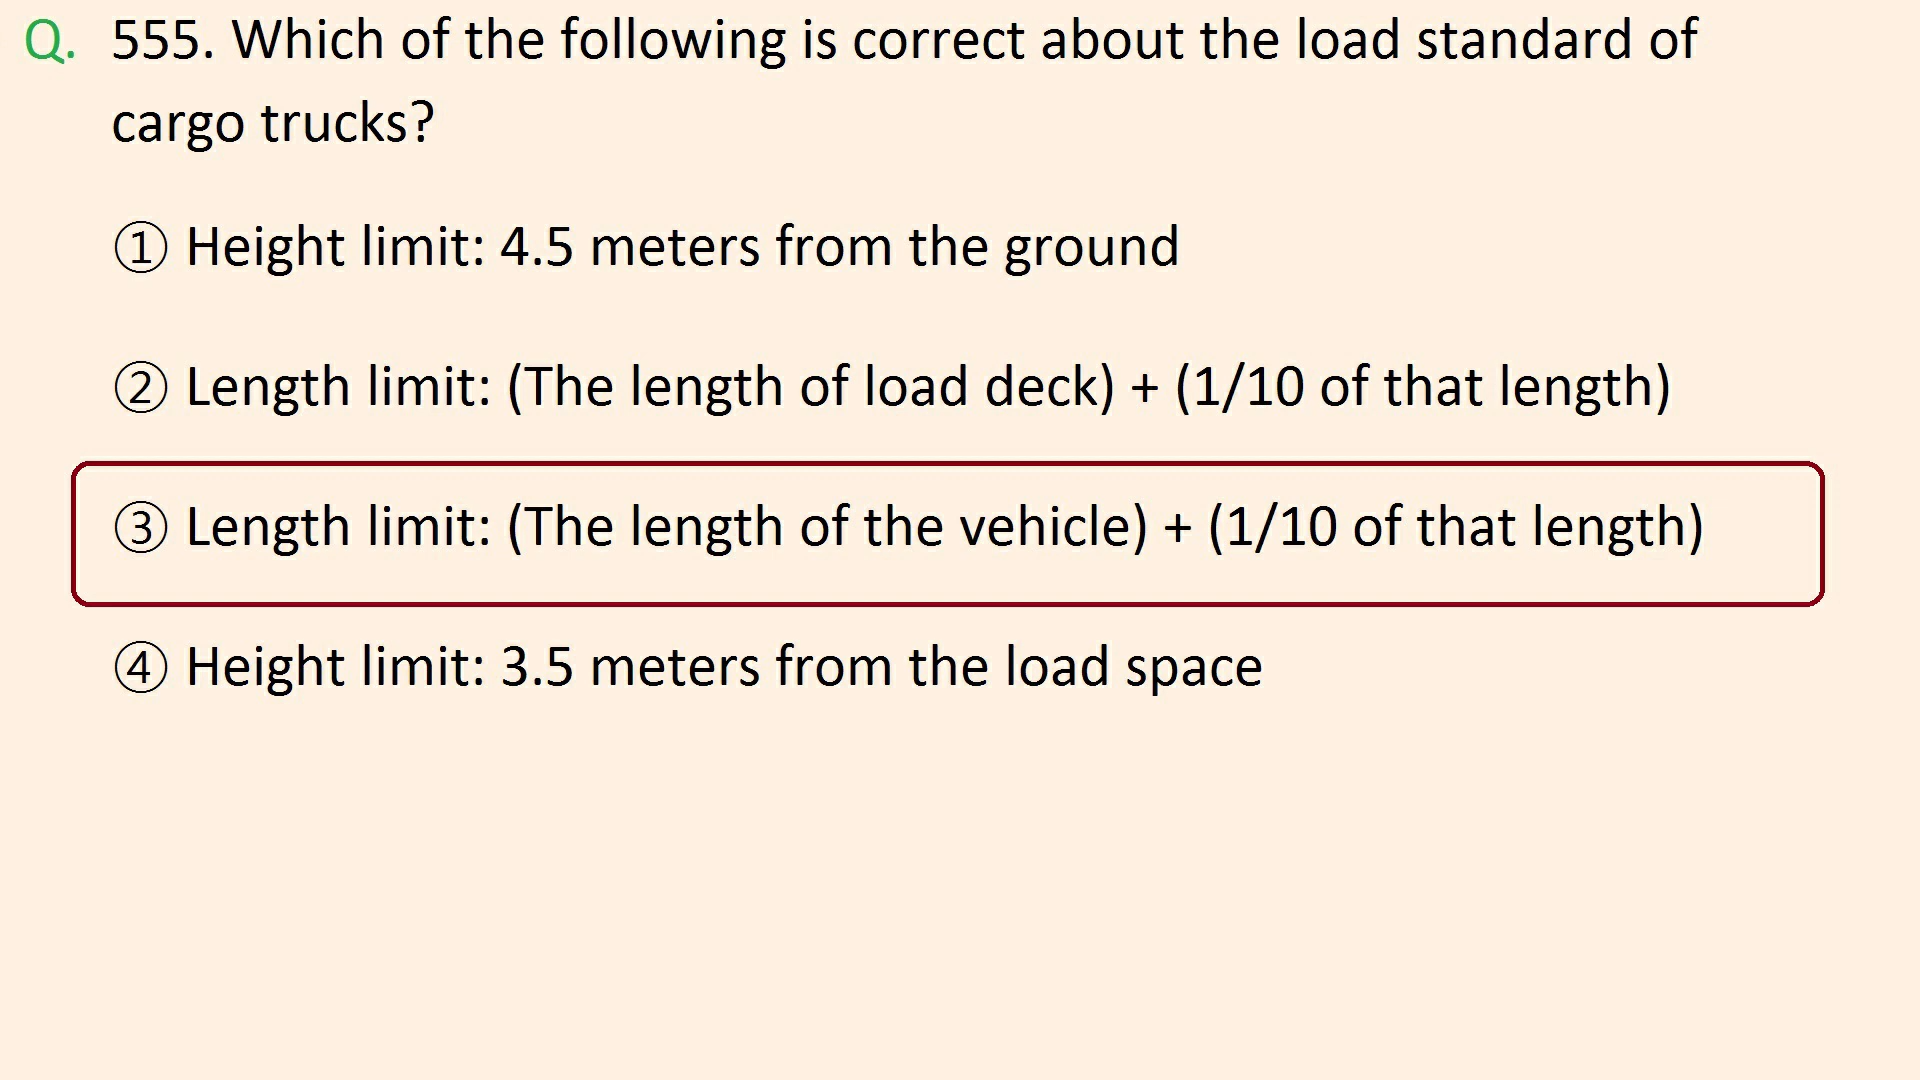 Q. 555. Which of the following is correct about the load standard of
cargo trucks?
① Height limit: 4.5 meters from the ground
② Length limit: (The length of load deck) + (1/10 of that length)
③ Length limit: (The length of the vehicle) + (1/10 of that length)
④ Height limit: 3.5 meters from the load space